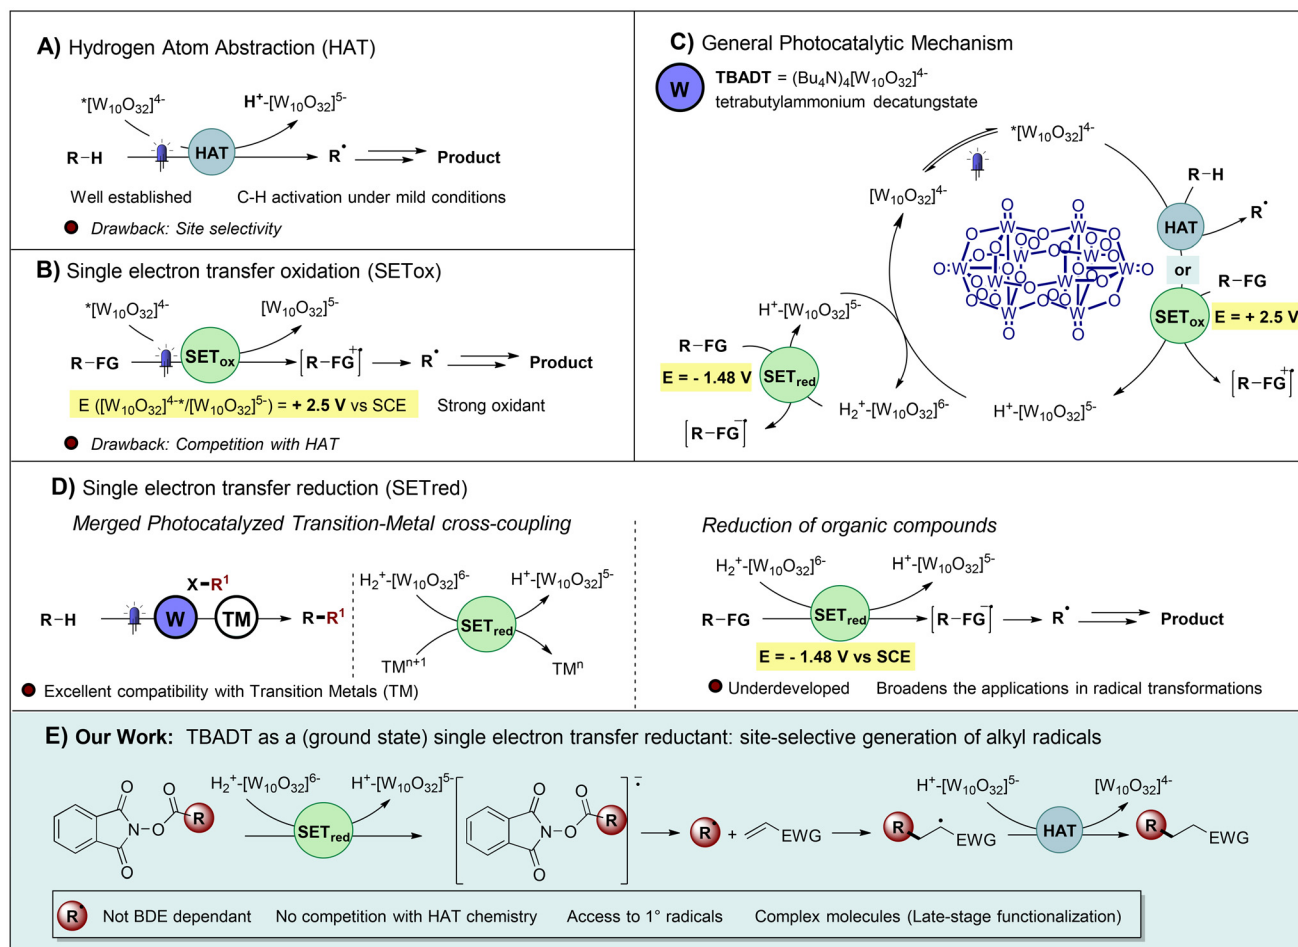 A) Hydrogen Atom Abstraction (HAT)
*[W10O32]4-
H+-[W10O32]5-
R-H
HAT
R•
Product
Well established
C-H activation under mild conditions
Drawback: Site selectivity
B) Single electron transfer oxidation (SETox)
*[W10O32]4-
[W10O32]5-
R-FG
SETox
[R-FG]+•
R•
Product
E ([W10O32]4-*/[W10O32]5-) = + 2.5 V vs SCE
Strong oxidant
Drawback: Competition with HAT
C) General Photocatalytic Mechanism
W
TBADT = (Bu4N)4[W10O32]4-
tetrabutylammonium decatungstate
*[W10O32]4-
[W10O32]4-
R-H
HAT
R•
or
R-FG
SETox
E = + 2.5 V
[R-FG]+•
H+-[W10O32]5-
R-FG
E = - 1.48 V
SETred
H2+-[W10O32]6-
H+-[W10O32]5-
[R-FG]-•
D) Single electron transfer reduction (SETred)
Merged Photocatalyzed Transition-Metal cross-coupling
R-H
X-R1
W
TM
R-R1
H2+-[W10O32]6-
H+-[W10O32]5-
SETred
TMn+1
TMn
Excellent compatibility with Transition Metals (TM)
Reduction of organic compounds
H2+-[W10O32]6-
H+-[W10O32]5-
R-FG
SETred
[R-FG]-•
R•
Product
E = - 1.48 V vs SCE
Underdeveloped
Broadens the applications in radical transformations
E) Our Work: TBADT as a (ground state) single electron transfer reductant: site-selective generation of alkyl radicals
H2+-[W10O32]6-
H+-[W10O32]5-
SETred
O
O
N-O
O
R
O
O
N-O
O
R
-•
R•
+
EWG
R
•
EWG
H+-[W10O32]5-
[W10O32]4-
HAT
R
EWG
R•
Not BDE dependant
No competition with HAT chemistry
Access to 1° radicals
Complex molecules (Late-stage functionalization)